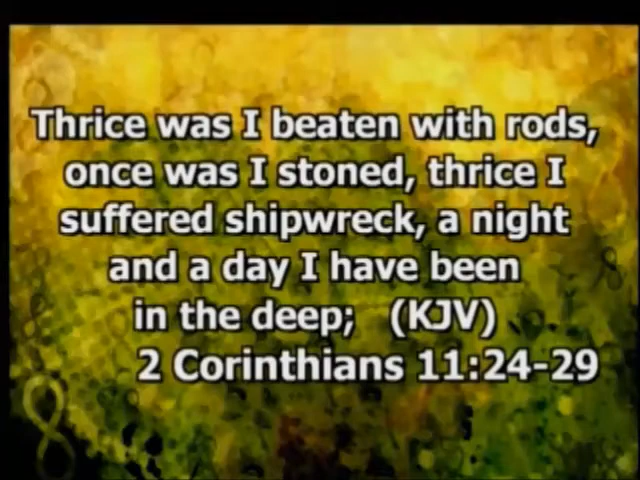 Thrice was I beaten with rods,
once was I stoned, thrice I
suffered shipwreck, a night
and a day I have been
in the deep; (KJV)
2 Corinthians 11:24-29